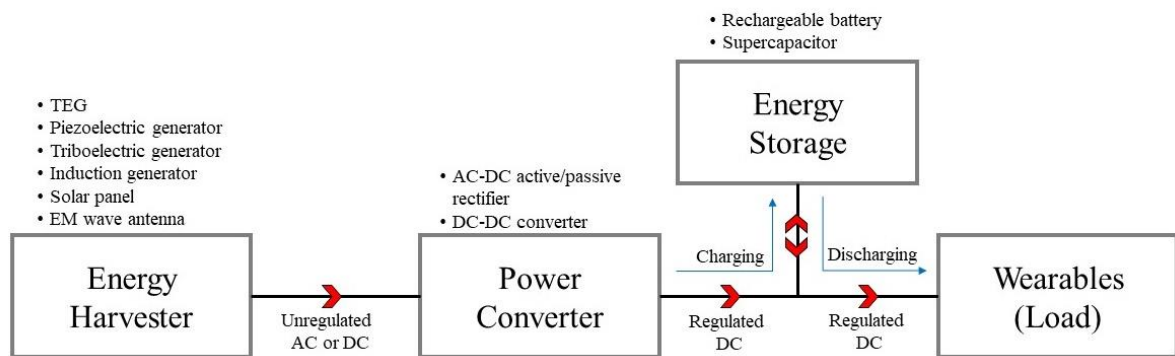 • Rechargeable battery
• Supercapacitor
Energy
Storage
• TEG
• Piezoelectric generator
• Triboelectric generator
• Induction generator
• Solar panel
• EM wave antenna
• AC-DC active/passive
rectifier
• DC-DC converter
Energy
Harvester
Unregulated
AC or DC
Power
Converter
Charging
Discharging
Regulated
DC
Regulated
DC
Wearables
(Load)